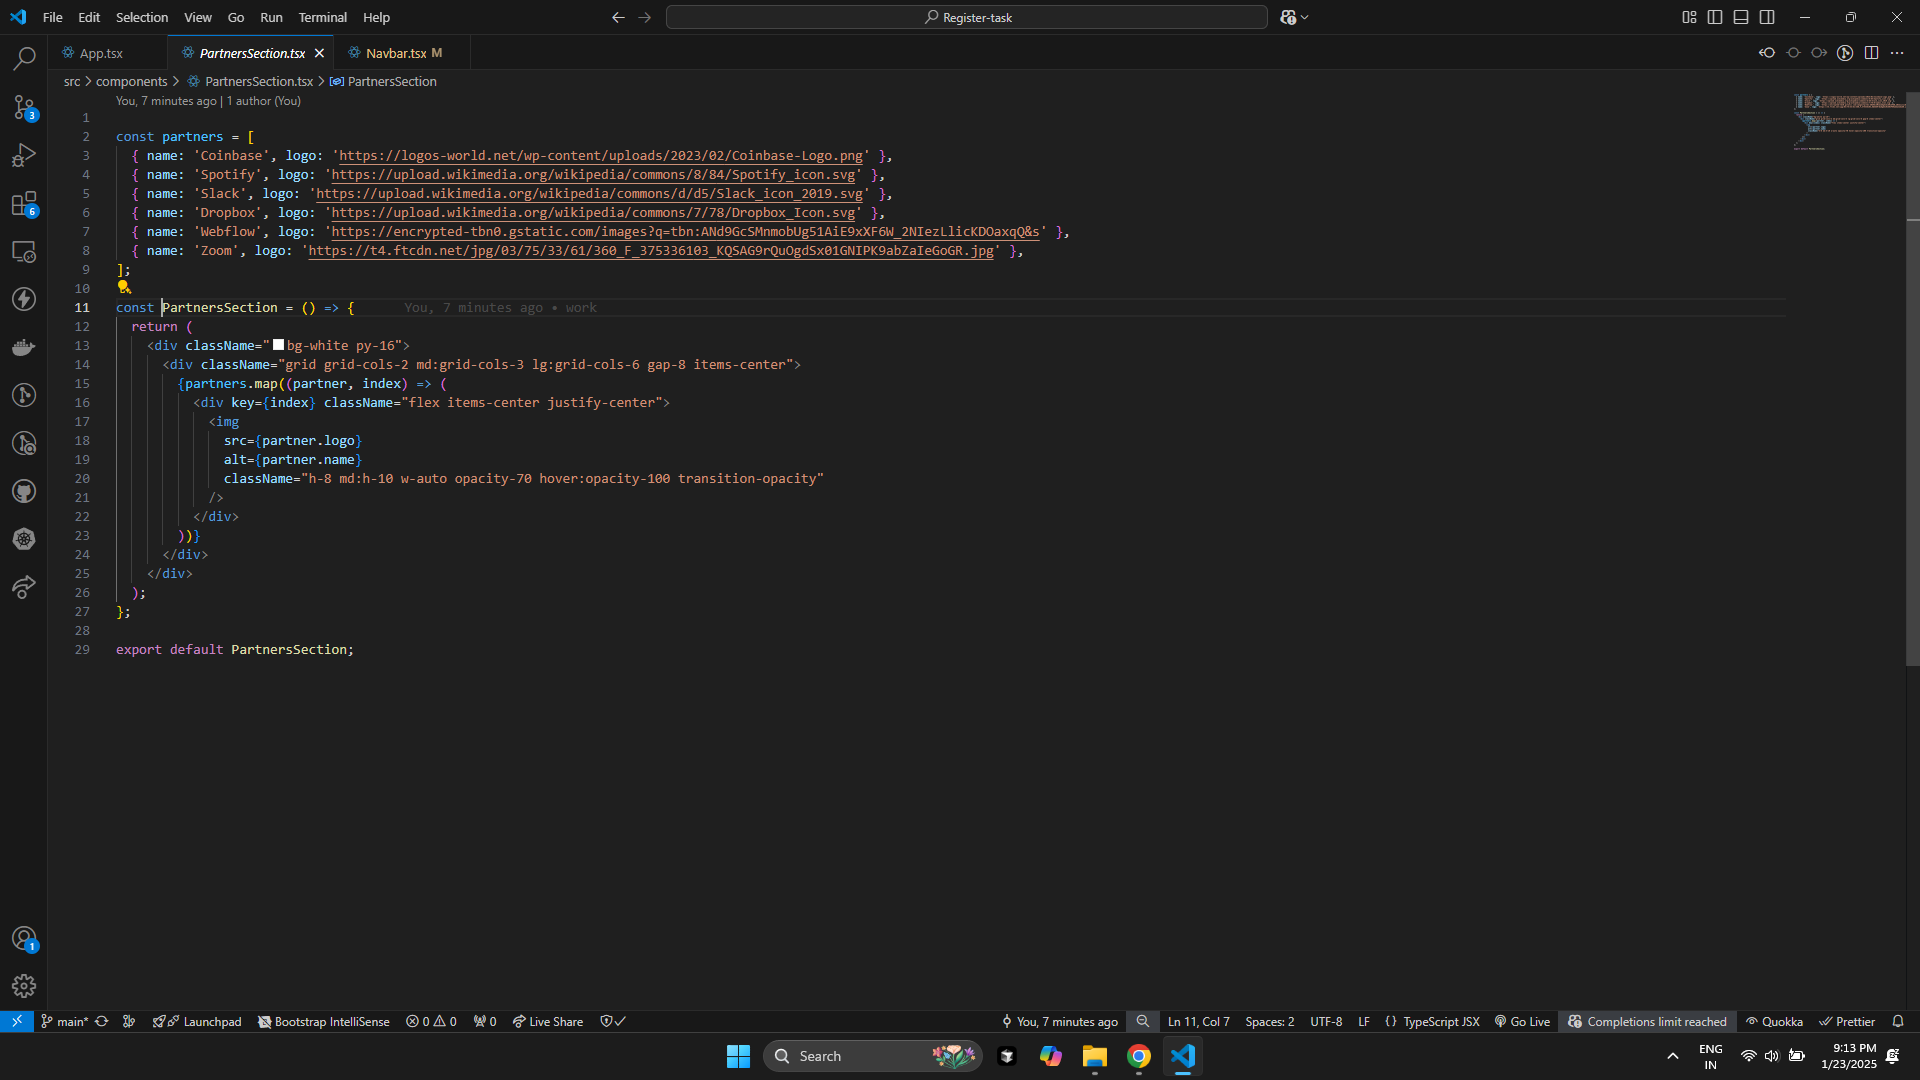 File Edit Selection View Go Run Terminal Help
Register-task
App.tsx
PartnersSection.tsx
Navbar.tsx M
src > components > PartnersSection.tsx > PartnersSection
You, 7 minutes ago | 1 author (You)
1
2 const partners = [
3 { name: 'Coinbase', logo: 'https://logos-world.net/wp-content/uploads/2023/02/Coinbase-Logo.png' },
4 { name: 'Spotify', logo: 'https://upload.wikimedia.org/wikipedia/commons/8/84/Spotify_icon.svg' },
5 { name: 'Slack', logo: 'https://upload.wikimedia.org/wikipedia/commons/d/d5/Slack_icon_2019.svg' },
6 { name: 'Dropbox', logo: 'https://upload.wikimedia.org/wikipedia/commons/7/78/Dropbox_Icon.svg' },
7 { name: 'Webflow', logo: 'https://encrypted-tbn0.gstatic.com/images?q=tbn:ANd9GcSMnmobUg51AiE9xXF6W_2NIezLlicKDOaxqQ&s' },
8 { name: 'Zoom', logo: 'https://t4.ftcdn.net/jpg/03/75/33/61/360_F_375336103_KQSAG9rQuOgdSx01GNIPK9abZaIeGoGR.jpg' },
9 ];
10
11 const PartnersSection = () => { You, 7 minutes ago • work
12 return (
13 <div className="bg-white py-16">
14 <div className="grid grid-cols-2 md:grid-cols-3 lg:grid-cols-6 gap-8 items-center">
15 {partners.map((partner, index) => (
16 <div key={index} className="flex items-center justify-center">
17 <img
18 src={partner.logo}
19 alt={partner.name}
20 className="h-8 md:h-10 w-auto opacity-70 hover:opacity-100 transition-opacity"
21 />
22 </div>
23 ))}
24 </div>
25 </div>
26 );
27 };
28
29 export default PartnersSection;
3
6
1
main* Launchpad Bootstrap IntelliSense 0 0 0 Live Share You, 7 minutes ago Ln 11, Col 7 Spaces: 2 UTF-8 LF {} TypeScript JSX Go Live Completions limit reached Quokka Prettier
Search
ENG
IN
9:13 PM
1/23/2025